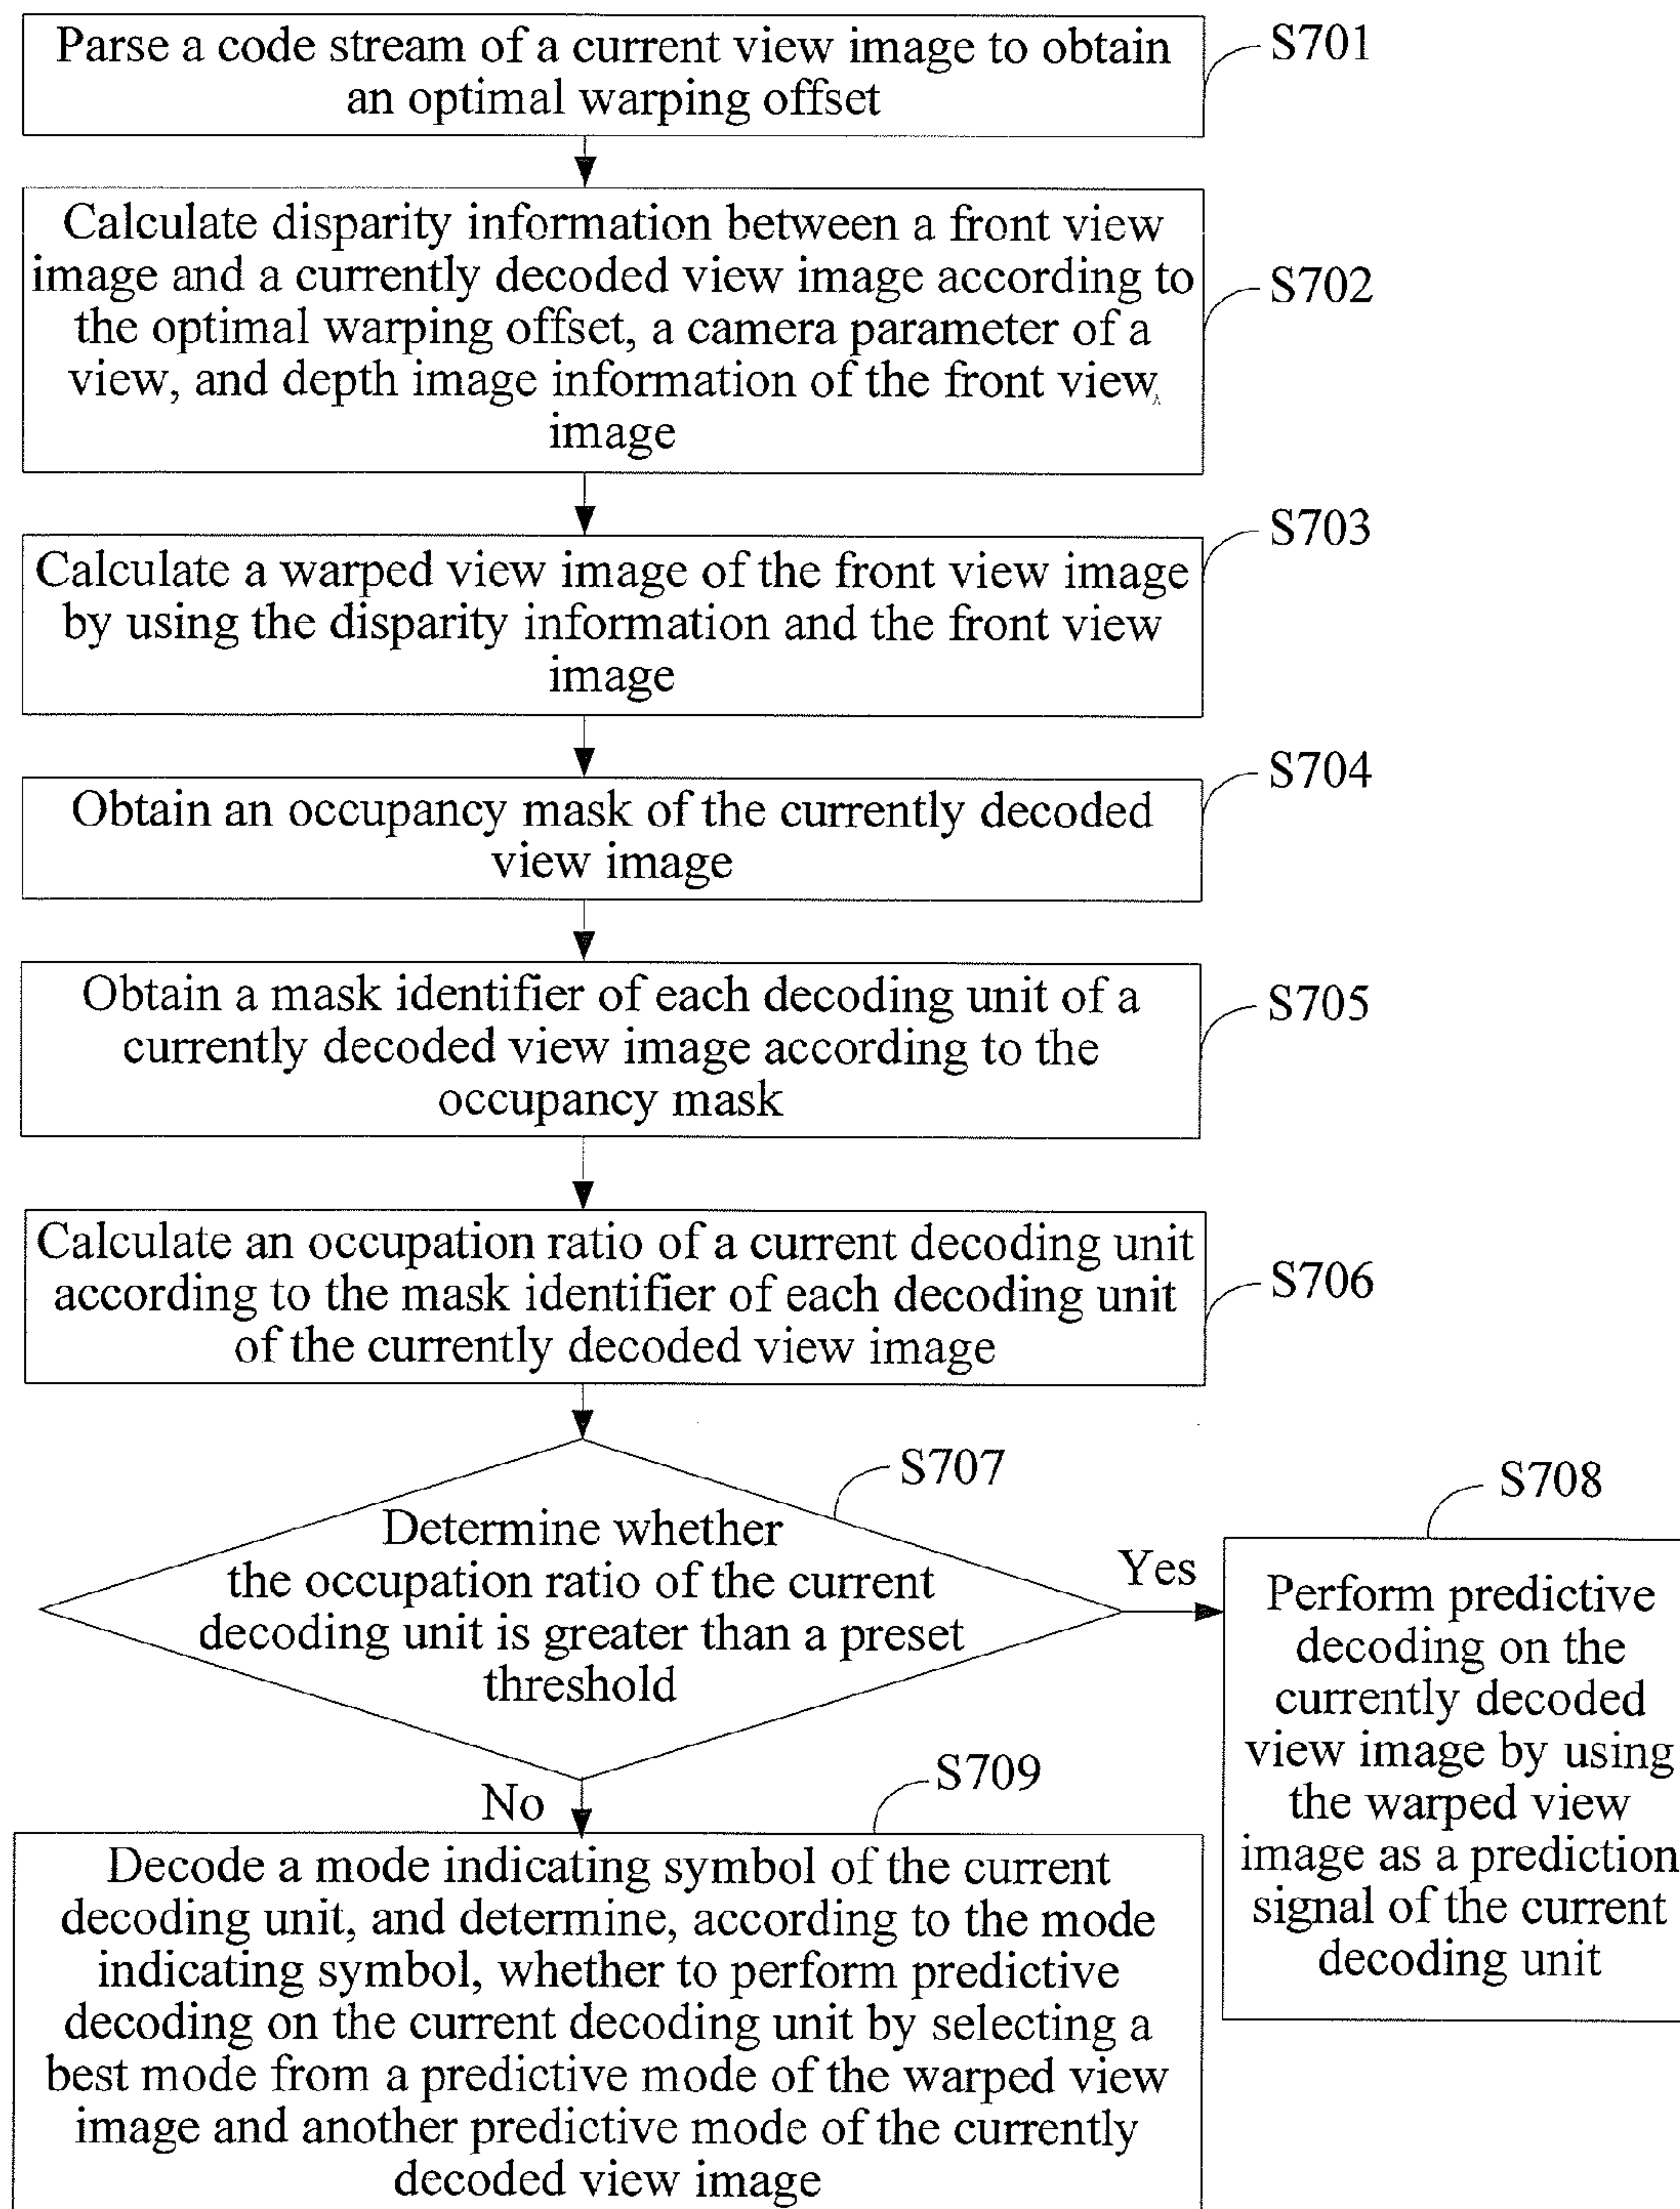 Parse a code stream of a current view image to obtain
an optimal warping offset
S701
Calculate disparity information between a front view
image and a currently decoded view image according to
the optimal warping offset, a camera parameter of a
view, and depth image information of the front view
image
S702
Calculate a warped view image of the front view image
by using the disparity information and the front view
image
S703
Obtain an occupancy mask of the currently decoded
view image
S704
Obtain a mask identifier of each decoding unit of a
currently decoded view image according to the
occupancy mask
S705
Calculate an occupation ratio of a current decoding unit
according to the mask identifier of each decoding unit
of the currently decoded view image
S706
S707
Determine whether
the occupation ratio of the current
decoding unit is greater than a preset
threshold
Yes
S708
Perform predictive
decoding on the
currently decoded
view image by using
the warped view
image as a prediction
signal of the current
decoding unit
No
S709
Decode a mode indicating symbol of the current
decoding unit, and determine, according to the mode
indicating symbol, whether to perform predictive
decoding on the current decoding unit by selecting a
best mode from a predictive mode of the warped view
image and another predictive mode of the currently
decoded view image